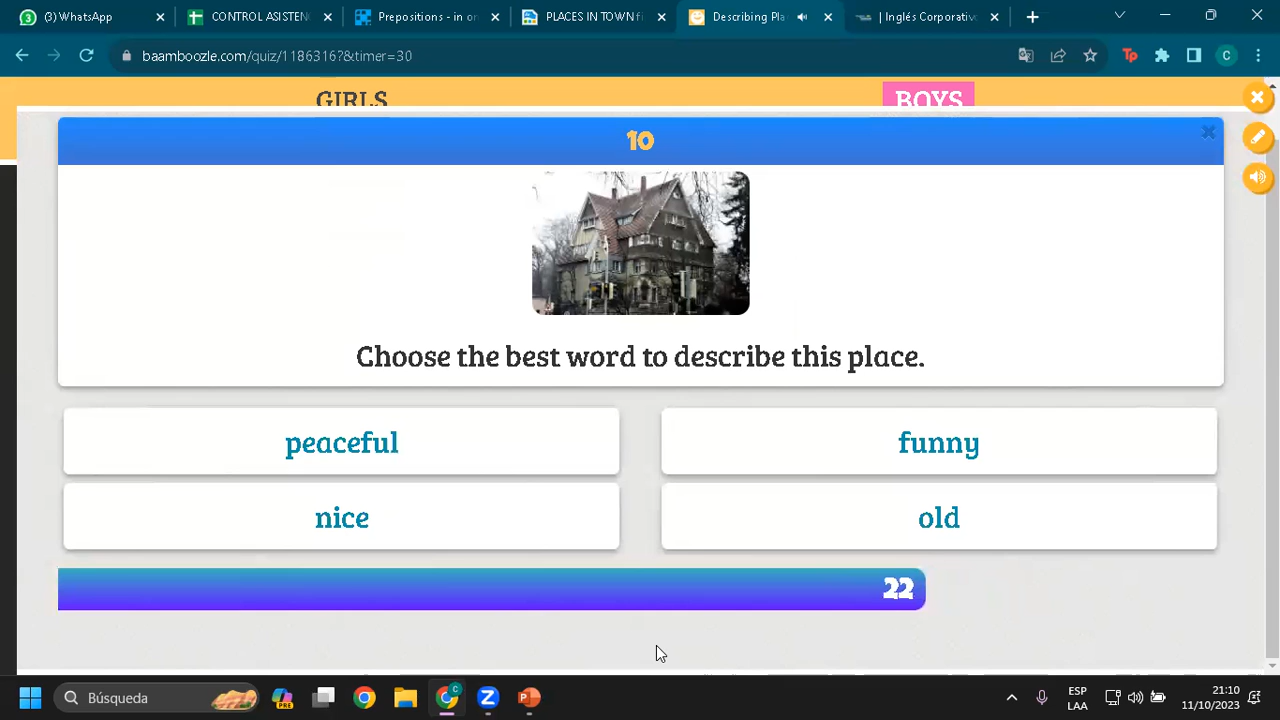 (3) WhatsApp
CONTROL ASISTEN
Prepositions - in or
PLACES IN TOWN fi
Describing Pla
| Inglés Corporativ
baamboozle.com/quiz/1186316?&timer=30
GIRLS
BOYS
10
Choose the best word to describe this place.
peaceful
funny
nice
old
22
Búsqueda
ESP
LAA
21:10
11/10/2023